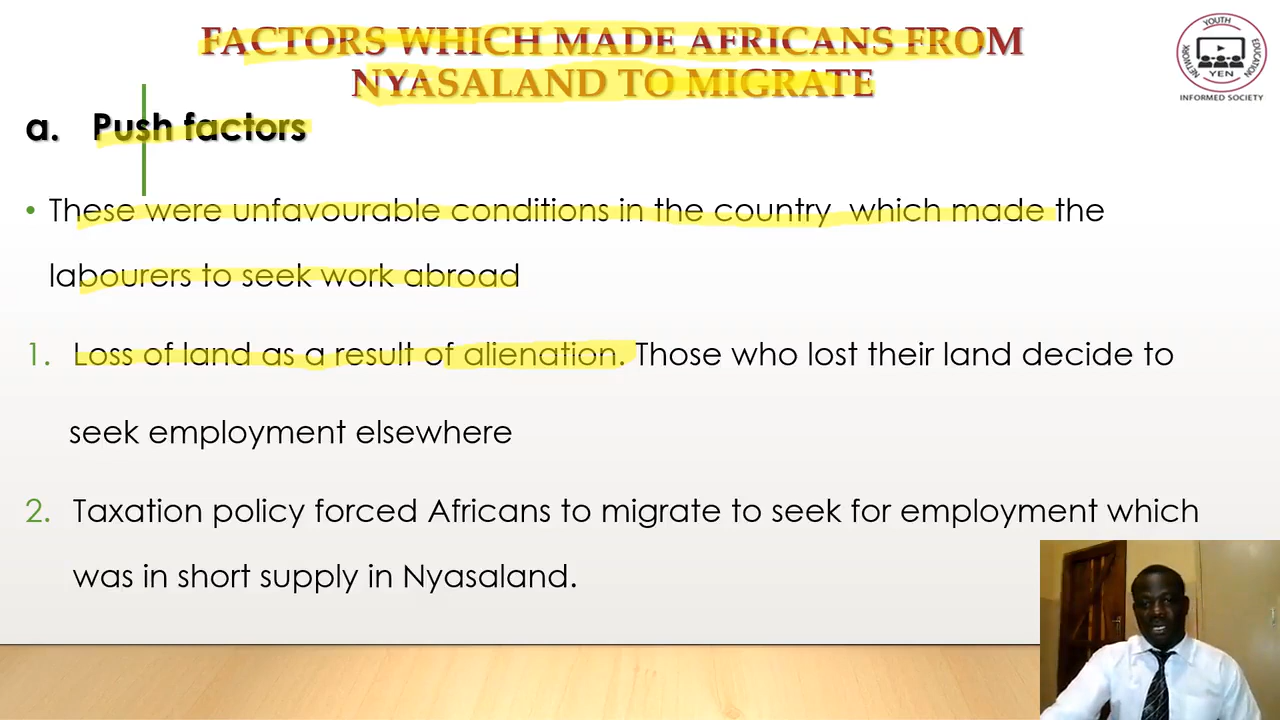 FACTORS WHICH MADE AFRICANS FROM
NYASALAND TO MIGRATE
YOUTH
EDUCATION
NETWORK
YEN
INFORMED SOCIETY
a. Push factors
• These were unfavourable conditions in the country which made the
labourers to seek work abroad
1. Loss of land as a result of alienation. Those who lost their land decide to
seek employment elsewhere
2. Taxation policy forced Africans to migrate to seek for employment which
was in short supply in Nyasaland.